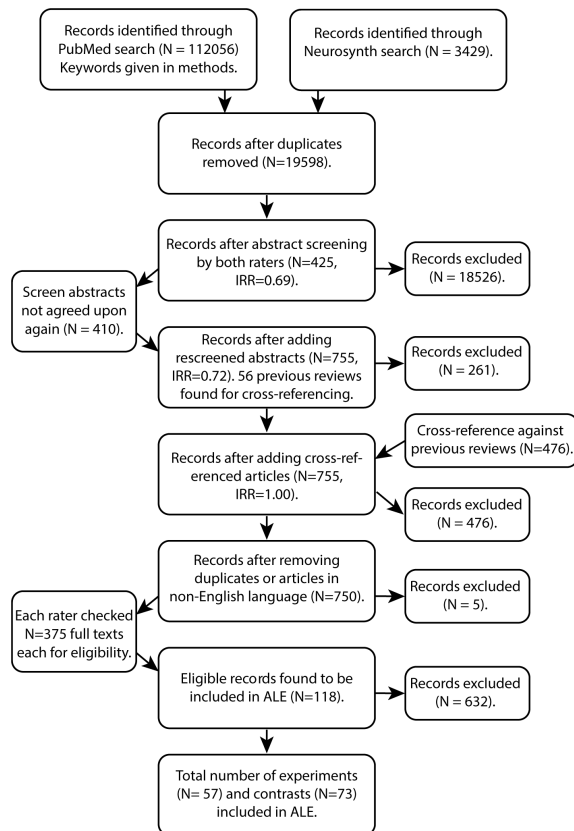 Records identified through
PubMed search (N = 112056)
Keywords given in methods.
Records identified through
Neurosynth search (N = 3429).
Records after duplicates
removed (N=19598).
Records after abstract screening
by both raters (N=425,
IRR=0.69).
Records excluded
(N = 18526).
Screen abstracts
not agreed upon
again (N = 410).
Records after adding
rescreened abstracts (N=755,
IRR=0.72). 56 previous reviews
found for cross-referencing.
Records excluded
(N = 261).
Cross-reference against
previous reviews (N=476).
Records after adding cross-ref-
erenced articles (N=755,
IRR=1.00).
Records excluded
(N = 476).
Records after removing
duplicates or articles in
non-English language (N=750).
Records excluded
(N = 5).
Each rater checked
N=375 full texts
each for eligibility.
Eligible records found to be
included in ALE (N=118).
Records excluded
(N = 632).
Total number of experiments
(N= 57) and contrasts (N=73)
included in ALE.